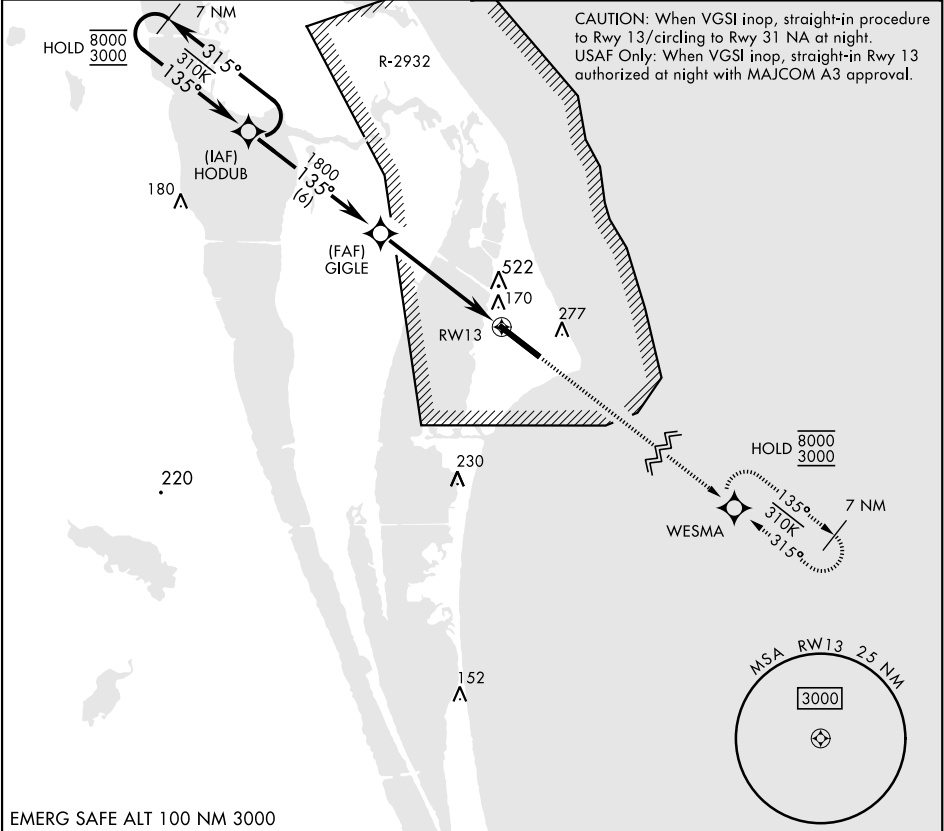 7 NM
HOLD 8000
3000
315°
310K
135°
R-2932
CAUTION: When VGSI inop, straight-in procedure
to Rwy 13/circling to Rwy 31 NA at night.
USAF Only: When VGSI inop, straight-in Rwy 13
authorized at night with MAJCOM A3 approval.
(IAF)
HODUB
1800
135°
(6)
180
(FAF)
GIGLE
522
170
277
RW13
HOLD 8000
3000
230
220
135°
310K
315°
7 NM
WESMA
152
MSA RW13 25 NM
3000
EMERG SAFE ALT 100 NM 3000